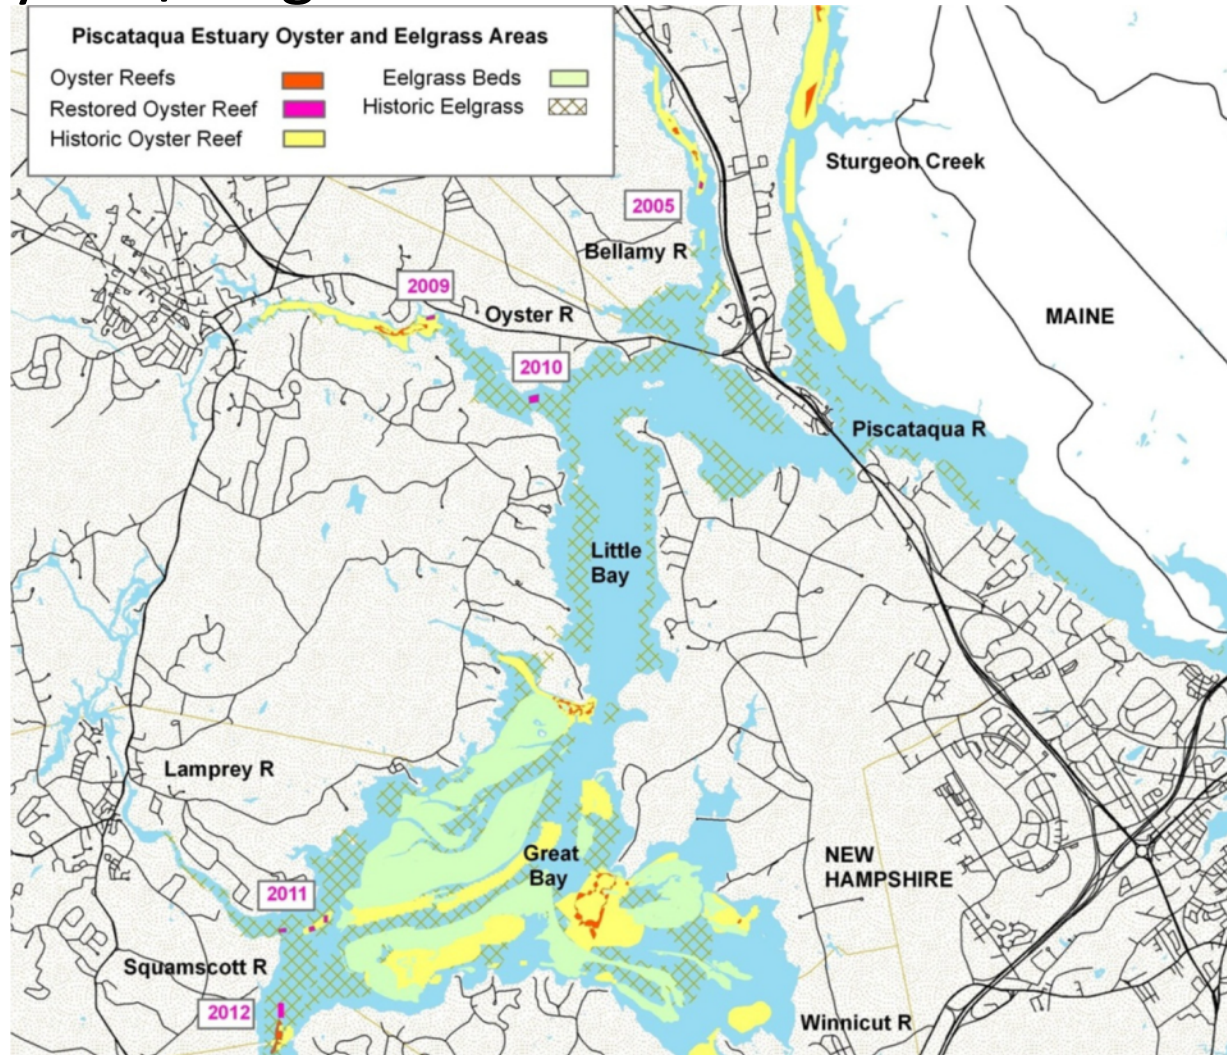 Piscataqua Estuary Oyster and Eelgrass Areas
Oyster Reefs
Eelgrass Beds
Restored Oyster Reef
Historic Eelgrass
Historic Oyster Reef
Sturgeon Creek
2005
Bellamy R
2009
Oyster R
MAINE
2010
Piscataqua R
Little
Bay
Lamprey R
Great
Bay
NEW
HAMPSHIRE
2011
Squamscott R
2012
Winnicut R